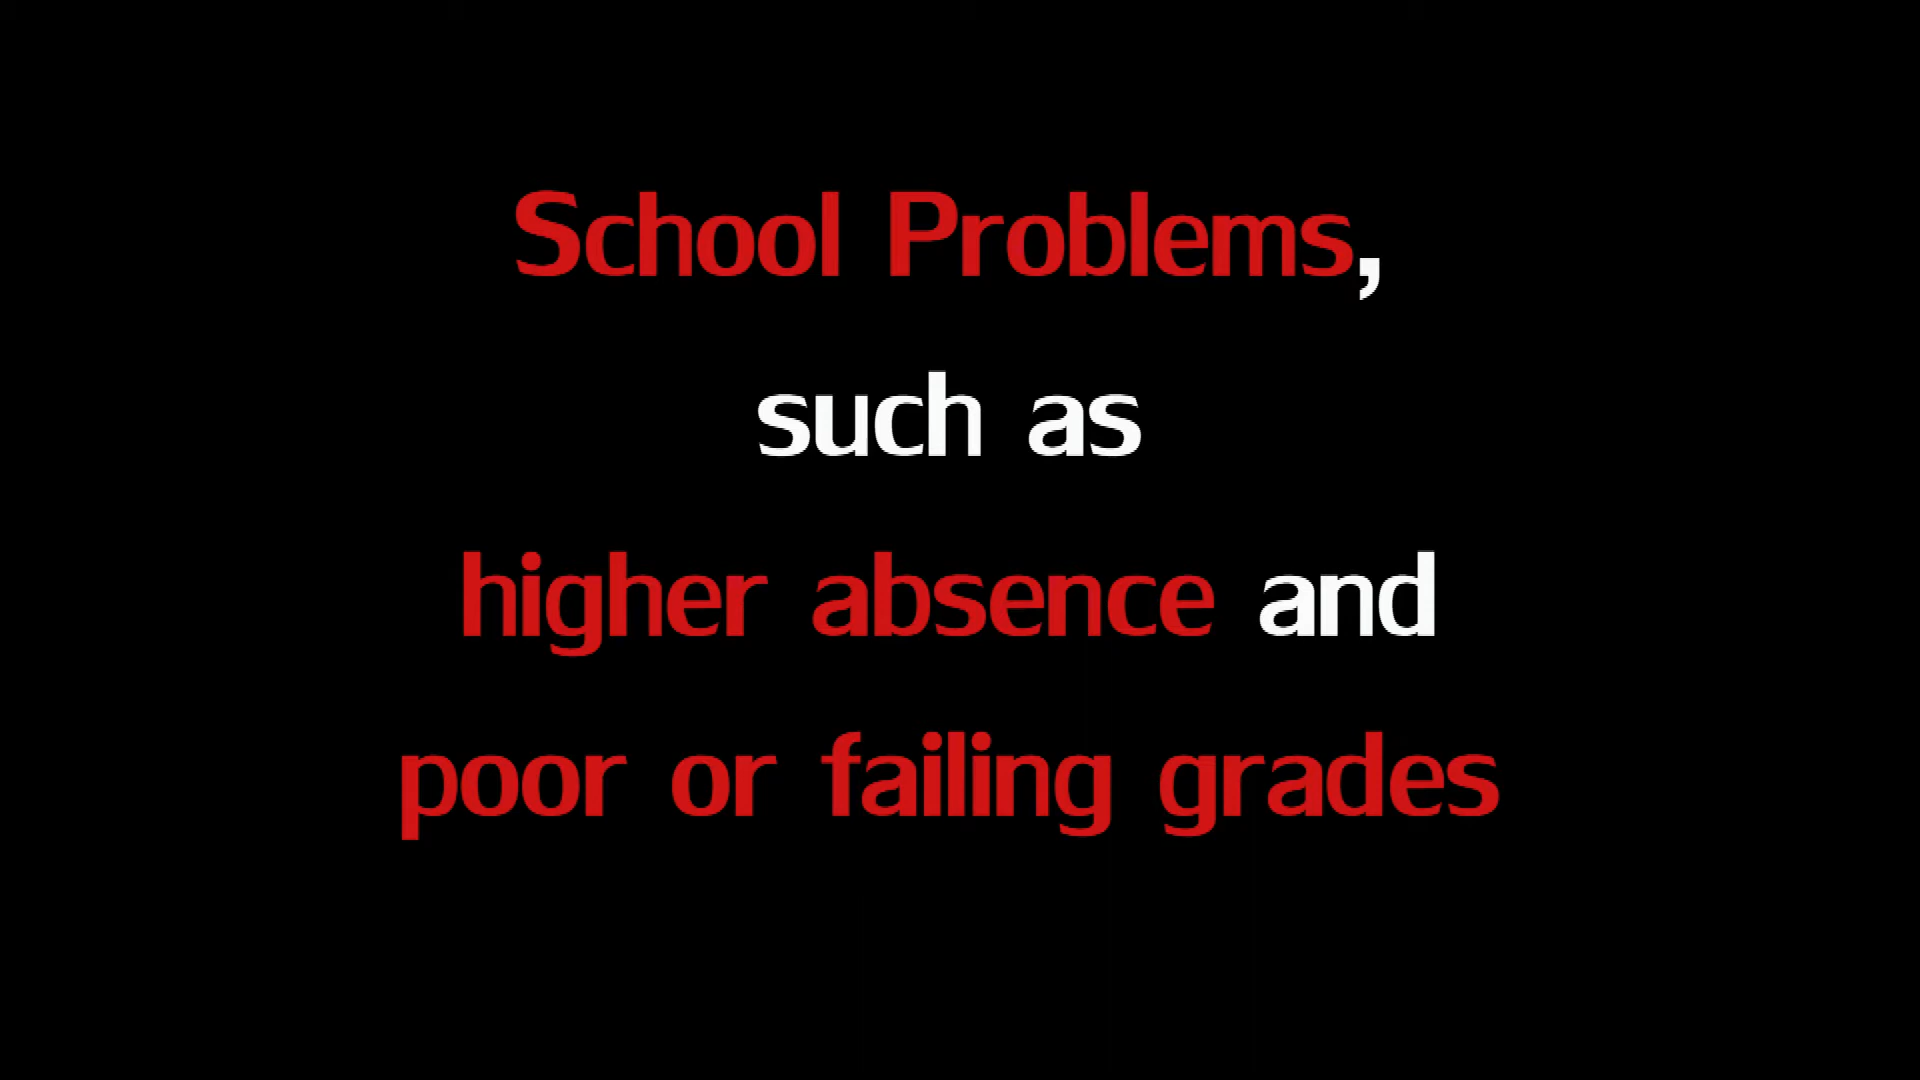 School Problems,
such as
higher absence and
poor or failing grades